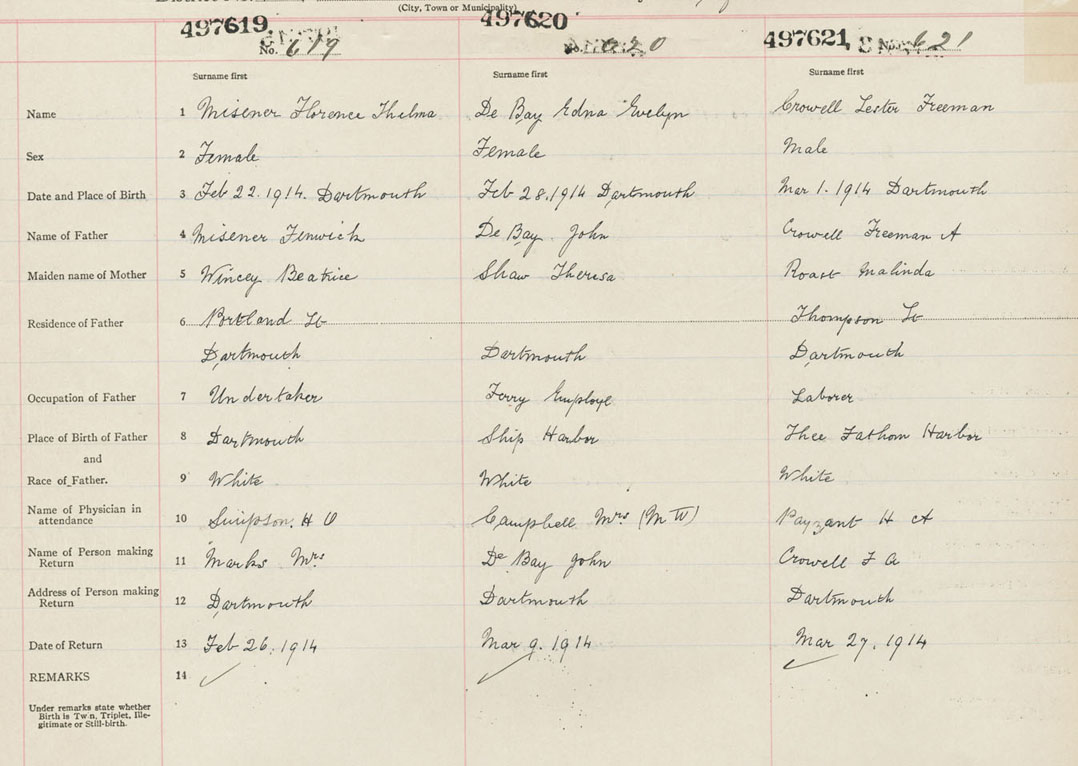 (City, Town or Municipality)
497619 497620 497621
No. 619 No. 620 No. 621
Surname first Surname first Surname first
Name 1 Misener Florence Thelma De Bay Edna Evelyn Crowell Lester Freeman
Sex 2 Female Female Male
Date and Place of Birth 3 Feb 22.1914. Dartmouth Feb 28.1914 Dartmouth Mar 1.1914 Dartmouth
Name of Father 4 Misener Fenwick De Bay John Crowell Freeman A
Maiden name of Mother 5 Wincey Beatrice Shaw Theresa Roast Malinda
Residence of Father 6 Portland St Thompson St
Dartmouth Dartmouth Dartmouth
Occupation of Father 7 Undertaker Ferry Employe Laborer
Place of Birth of Father 8 Dartmouth Ship Harbor Thee Fathom Harbor
and
Race of Father. 9 White White White
Name of Physician in
attendance 10 Simpson. H O Campbell Mrs (M W) Payzant H A
Name of Person making
Return 11 Marks Mrs De Bay John Crowell F A
Address of Person making
Return 12 Dartmouth Dartmouth Dartmouth
Date of Return 13 Feb 26.1914 Mar 9.1914 Mar 27.1914
REMARKS 14
Under remarks state whether
Birth is Twin, Triplet, Ille-
gitimate or Still-birth.